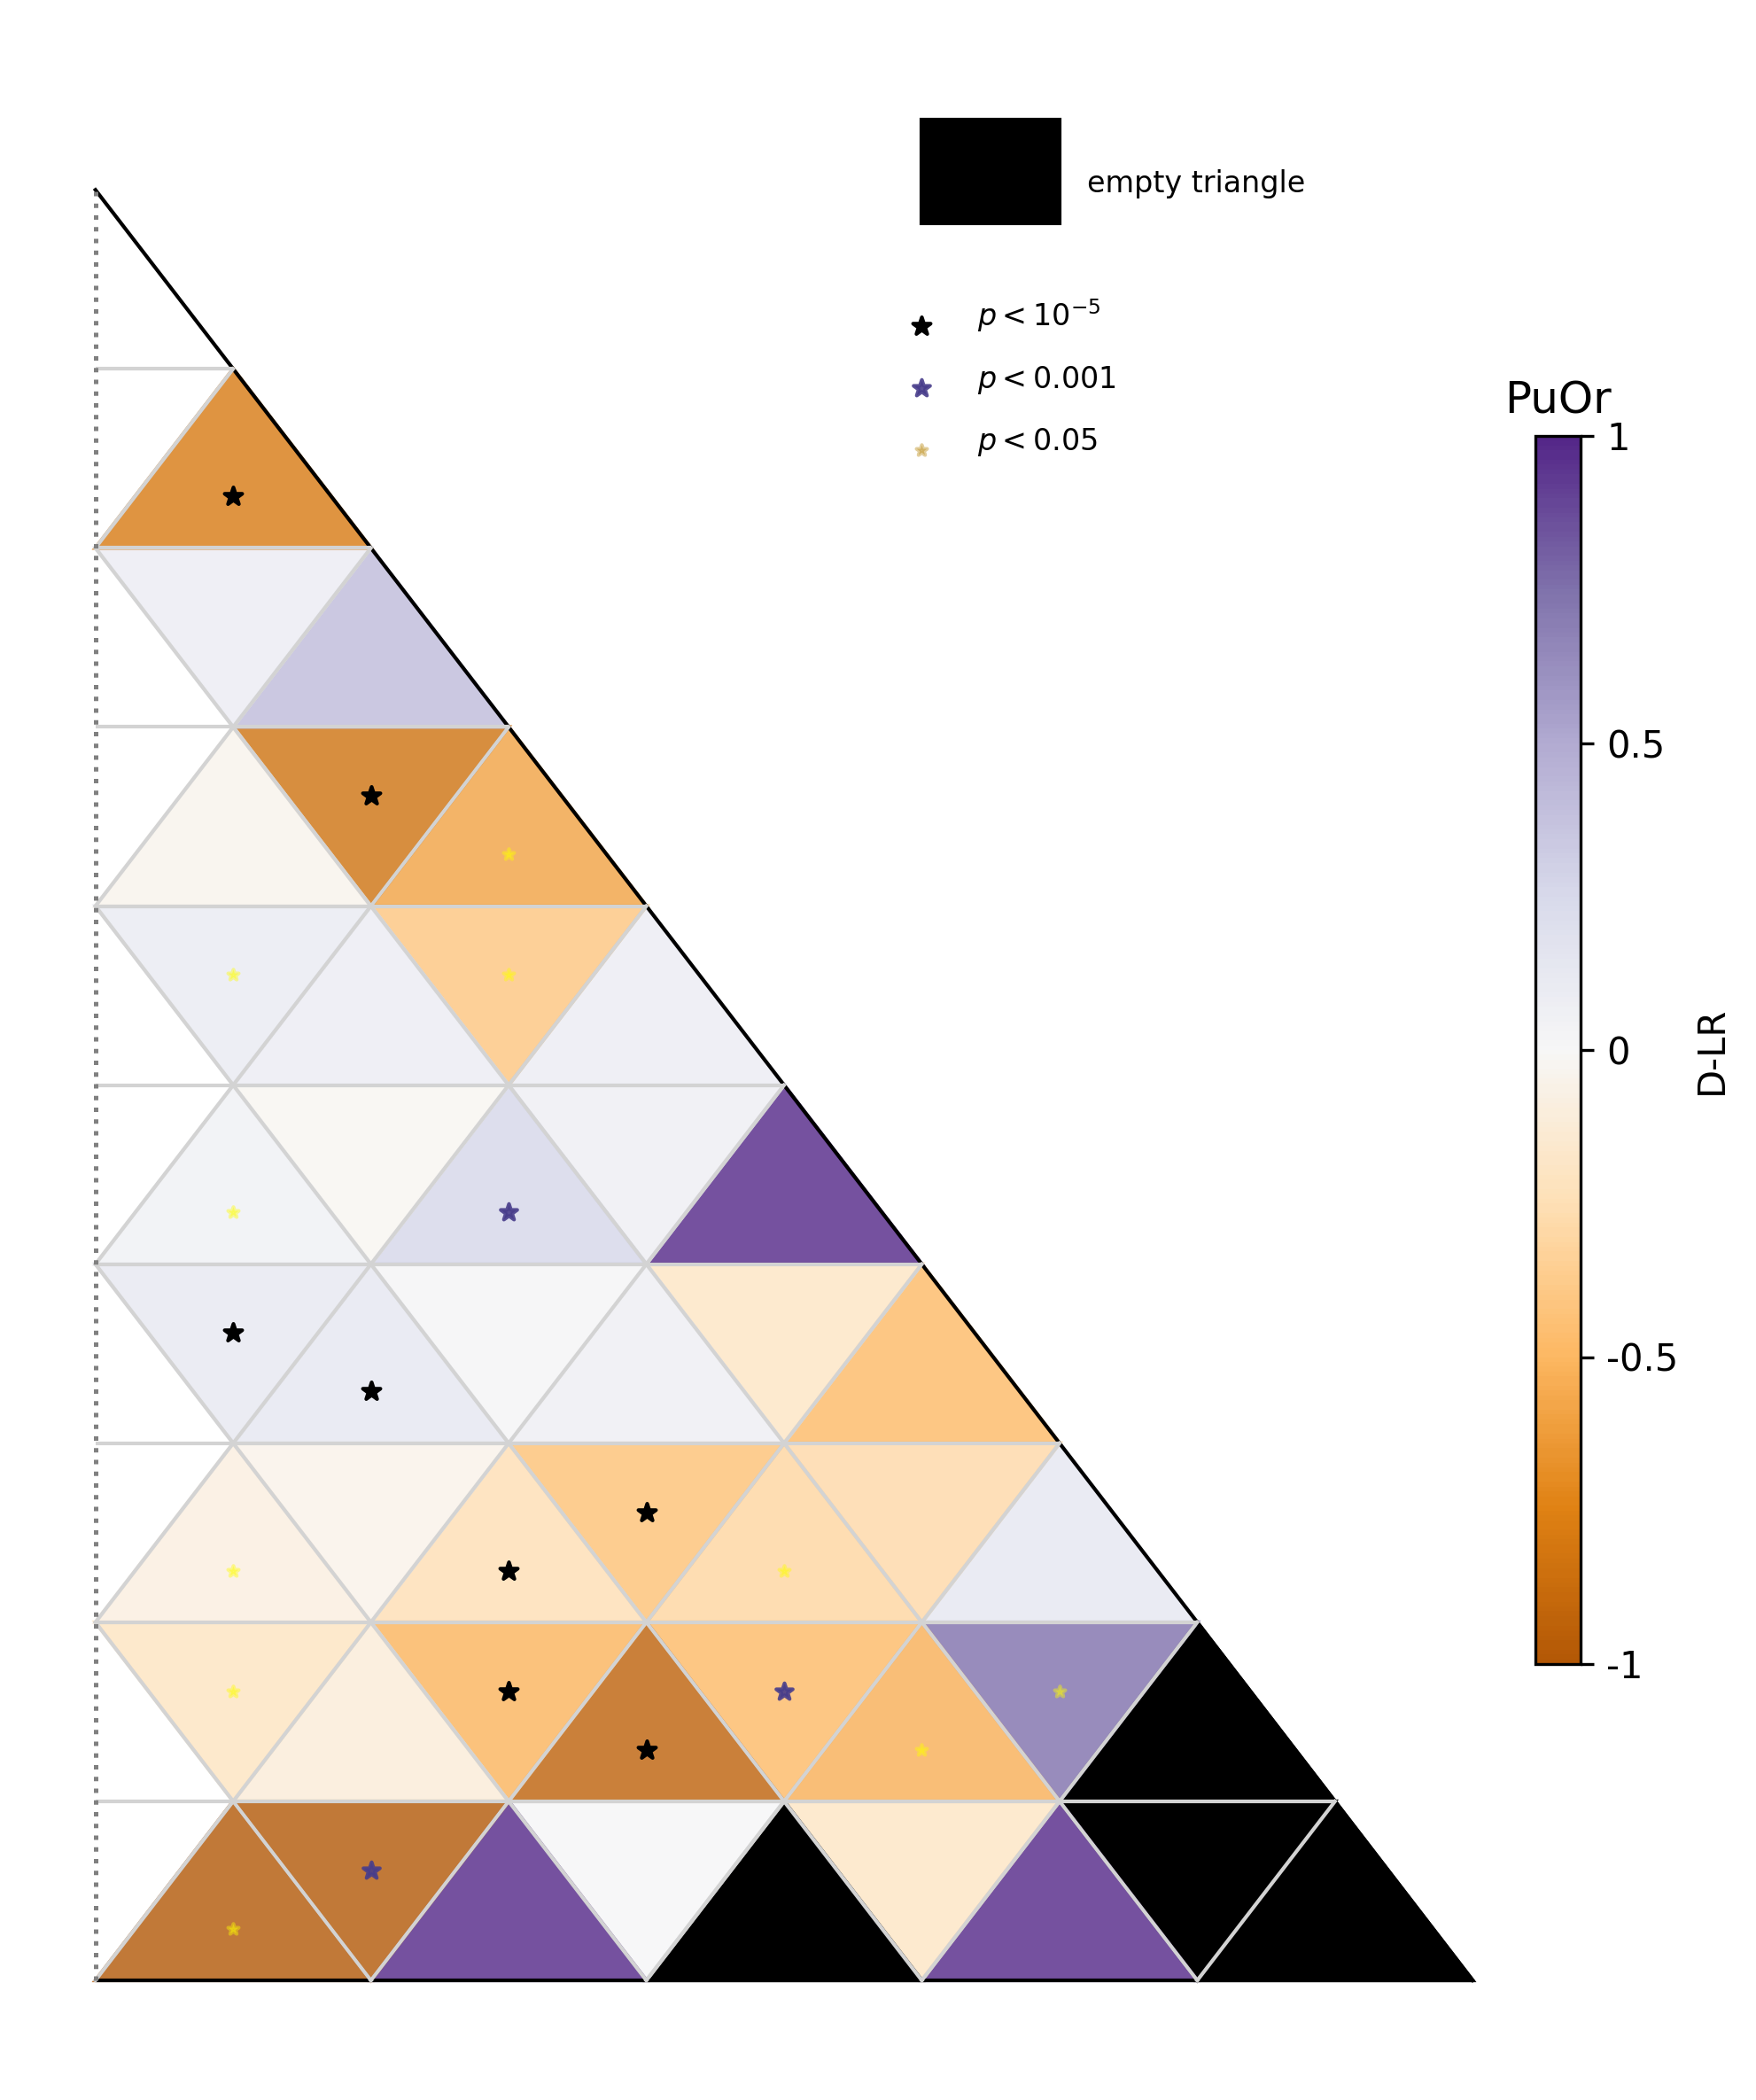 empty triangle
p < 10⁻⁵
p < 0.001
p < 0.05
PuOr
1
0.5
0
-0.5
-1
D-LR